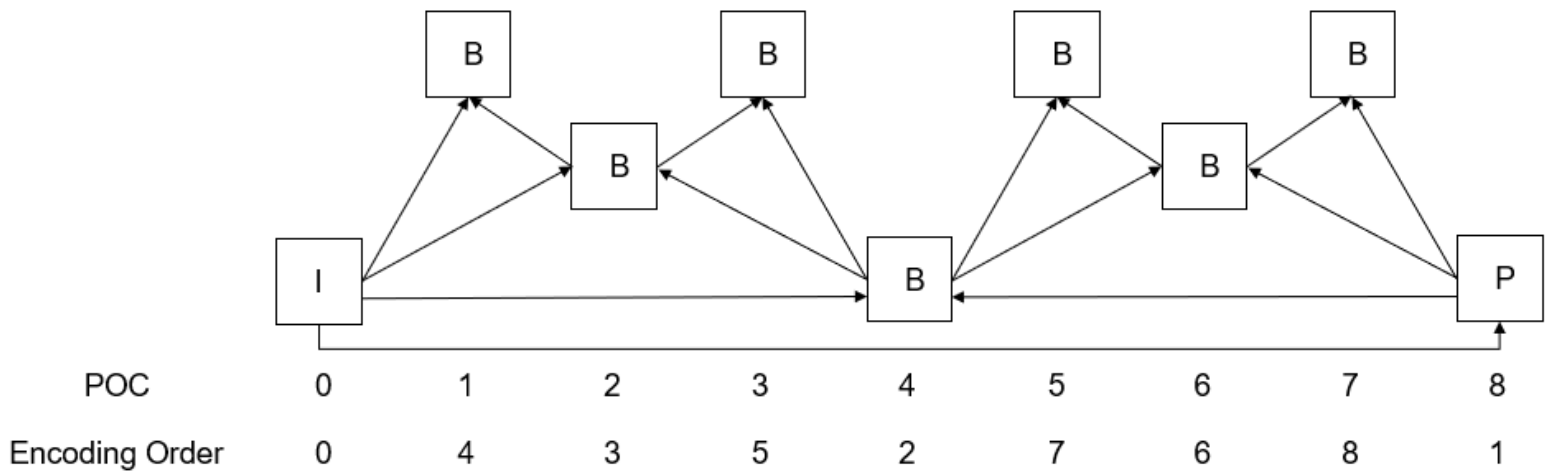 B B B B
B B
I B P
POC 0 1 2 3 4 5 6 7 8
Encoding Order 0 4 3 5 2 7 6 8 1